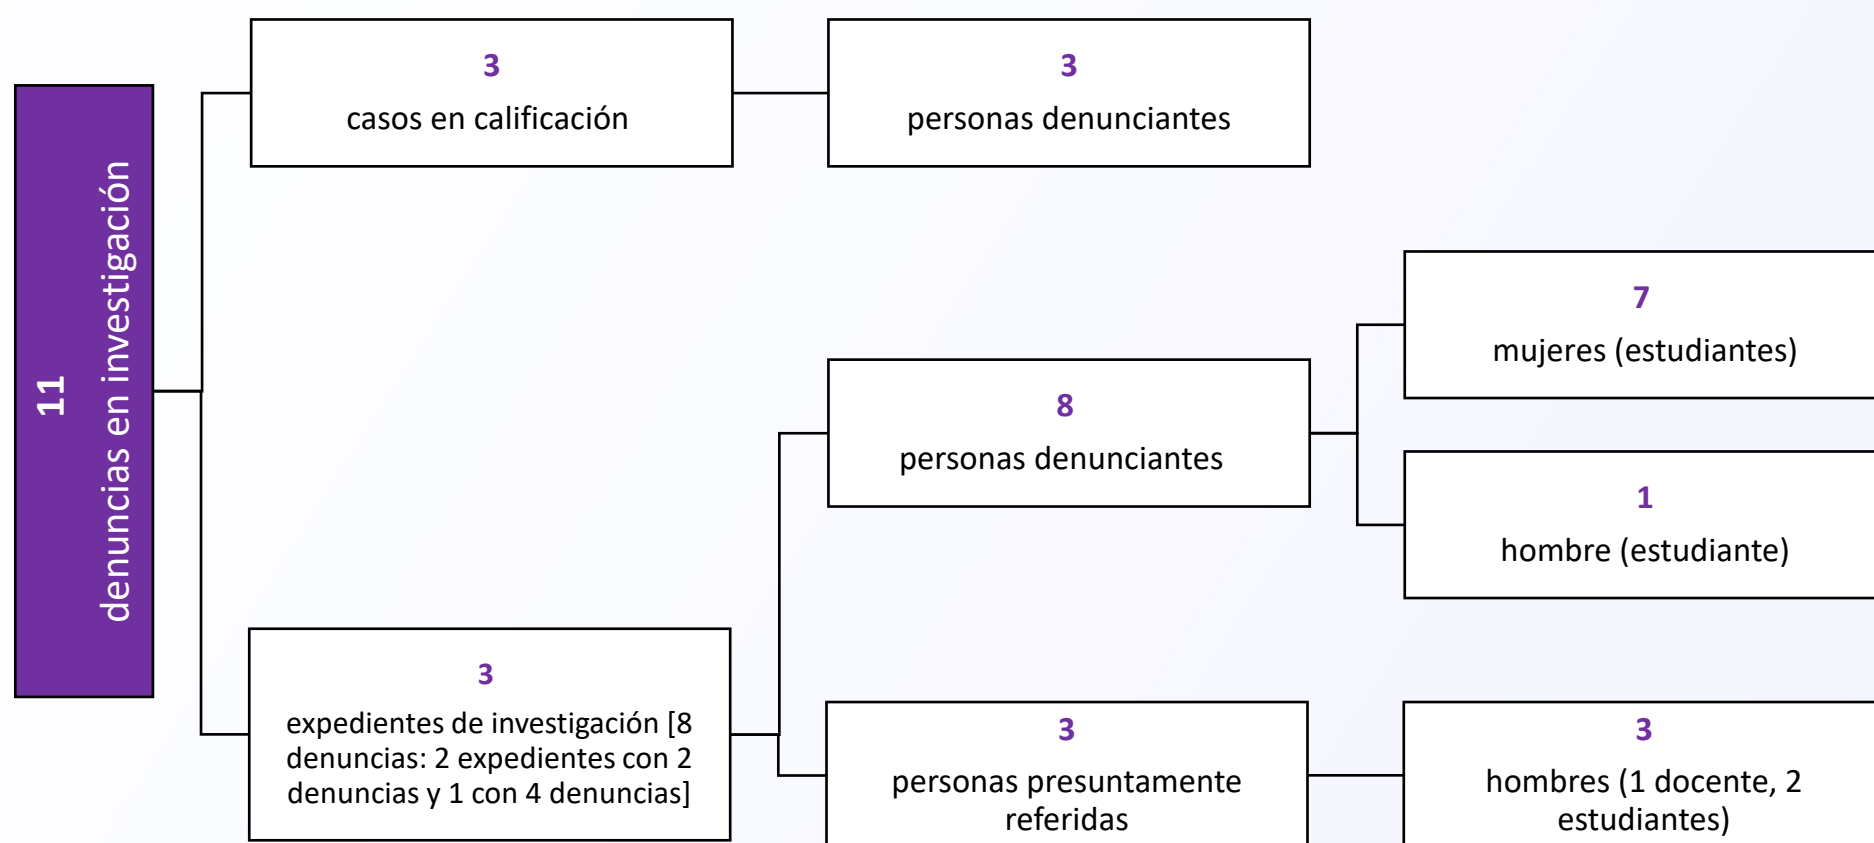 11
denuncias en investigación
3
casos en calificación
3
personas denunciantes
3
expedientes de investigación [8
denuncias: 2 expedientes con 2
denuncias y 1 con 4 denuncias]
8
personas denunciantes
7
mujeres (estudiantes)
1
hombre (estudiante)
3
personas presuntamente
referidas
3
hombres (1 docente, 2
estudiantes)